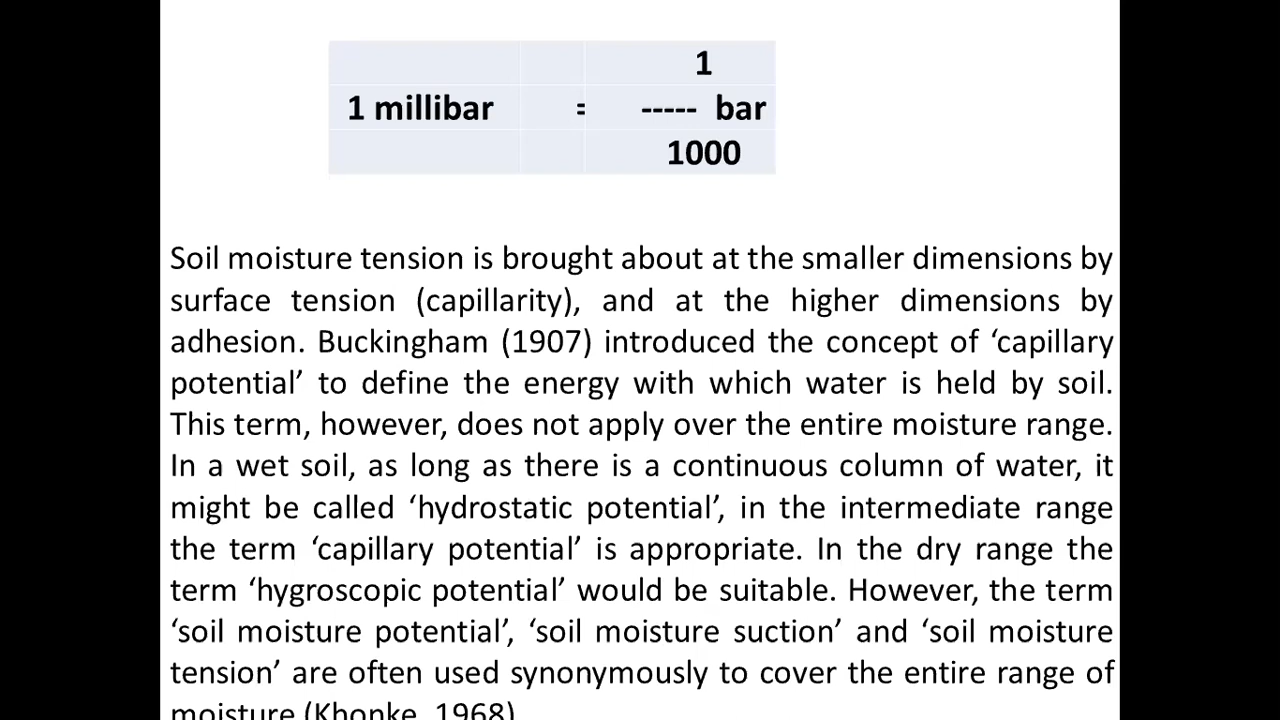 1
1 millibar = ----- bar
1000
Soil moisture tension is brought about at the smaller dimensions by
surface tension (capillarity), and at the higher dimensions by
adhesion. Buckingham (1907) introduced the concept of ‘capillary
potential’ to define the energy with which water is held by soil.
This term, however, does not apply over the entire moisture range.
In a wet soil, as long as there is a continuous column of water, it
might be called ‘hydrostatic potential’, in the intermediate range
the term ‘capillary potential’ is appropriate. In the dry range the
term ‘hygroscopic potential’ would be suitable. However, the term
‘soil moisture potential’, ‘soil moisture suction’ and ‘soil moisture
tension’ are often used synonymously to cover the entire range of
moisture (Khonke, 1968)